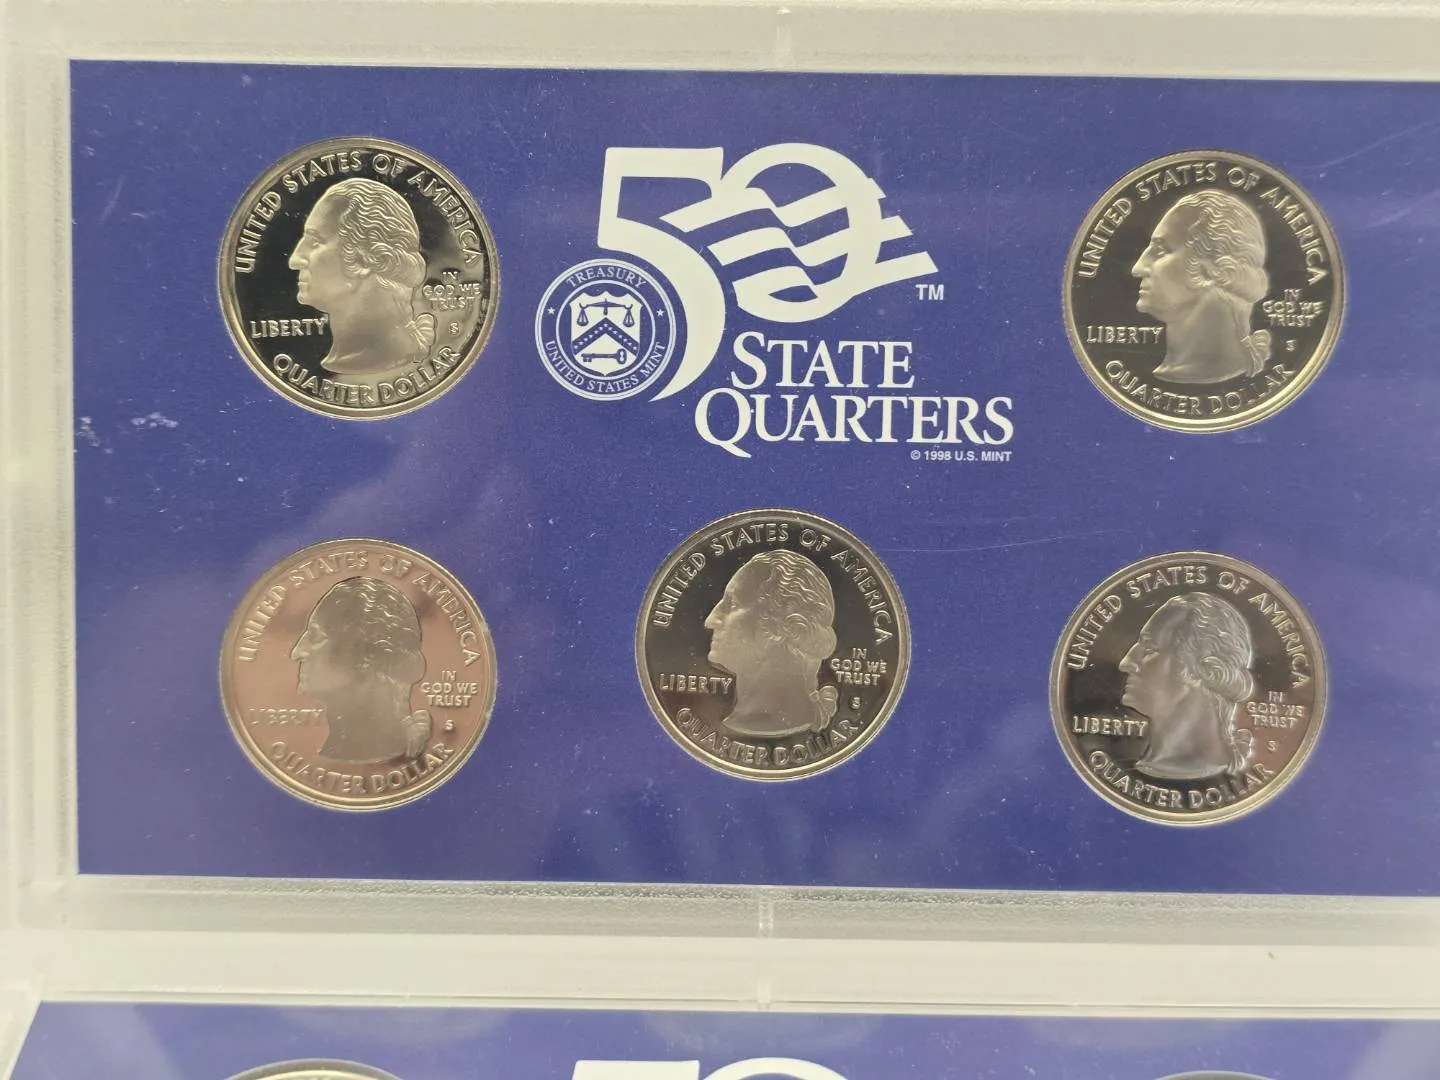 UNITED STATES OF AMERICA
IN
GOD WE
TRUST
LIBERTY
S
QUARTER DOLLAR
50
TM
TREASURY
UNITED STATES MINT
STATE
QUARTERS
© 1998 U.S. MINT
UNITED STATES OF AMERICA
IN
GOD WE
TRUST
LIBERTY
S
QUARTER DOLLAR
UNITED STATES OF AMERICA
IN
GOD WE
TRUST
LIBERTY
S
QUARTER DOLLAR
UNITED STATES OF AMERICA
IN
GOD WE
TRUST
LIBERTY
S
QUARTER DOLLAR
UNITED STATES OF AMERICA
IN
GOD WE
TRUST
LIBERTY
S
QUARTER DOLLAR